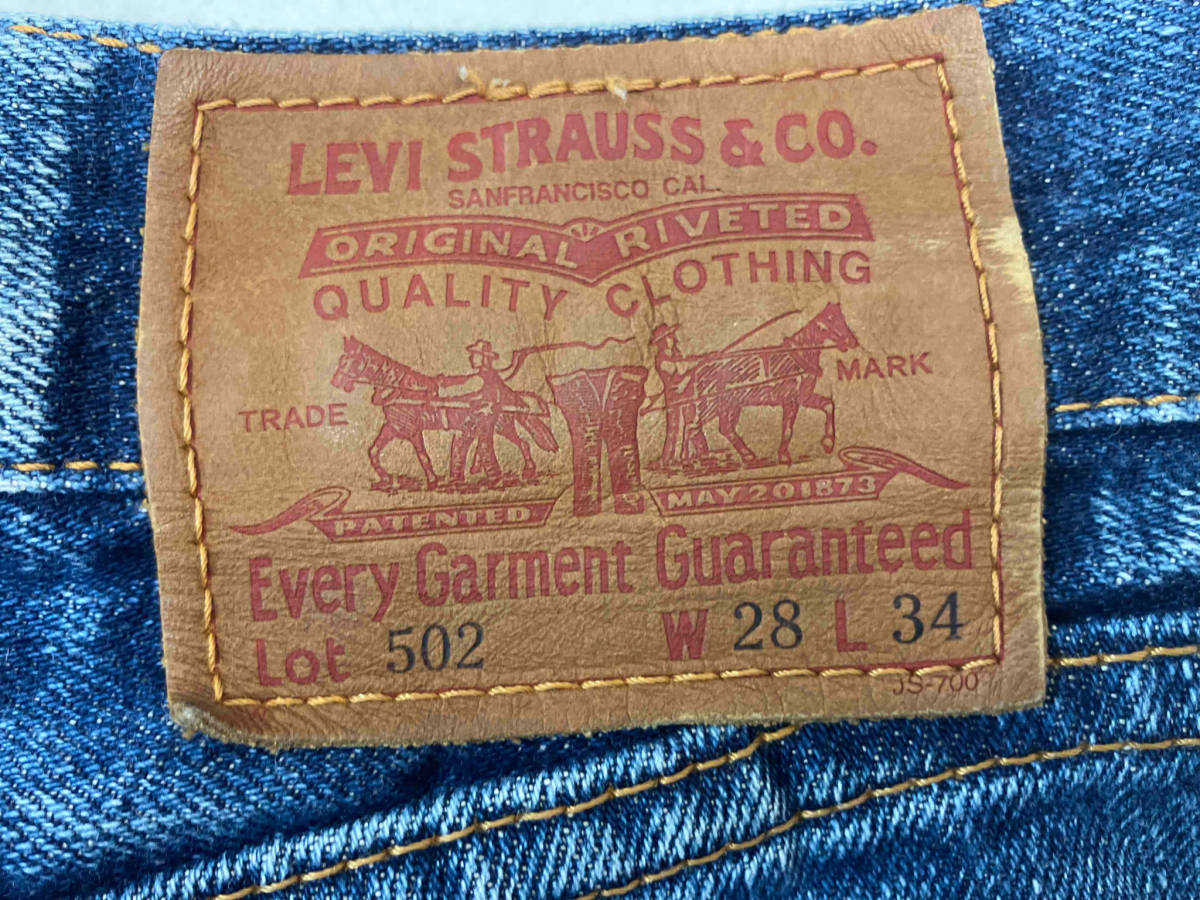 LEVI STRAUSS & CO.
SANFRANCISCO CAL.
ORIGINAL RIVETED
QUALITY CLOTHING
TRADE MARK
PATENTED MAY 20 1873
Every Garment Guaranteed
Lot 502 W 28 L 34
JS-700